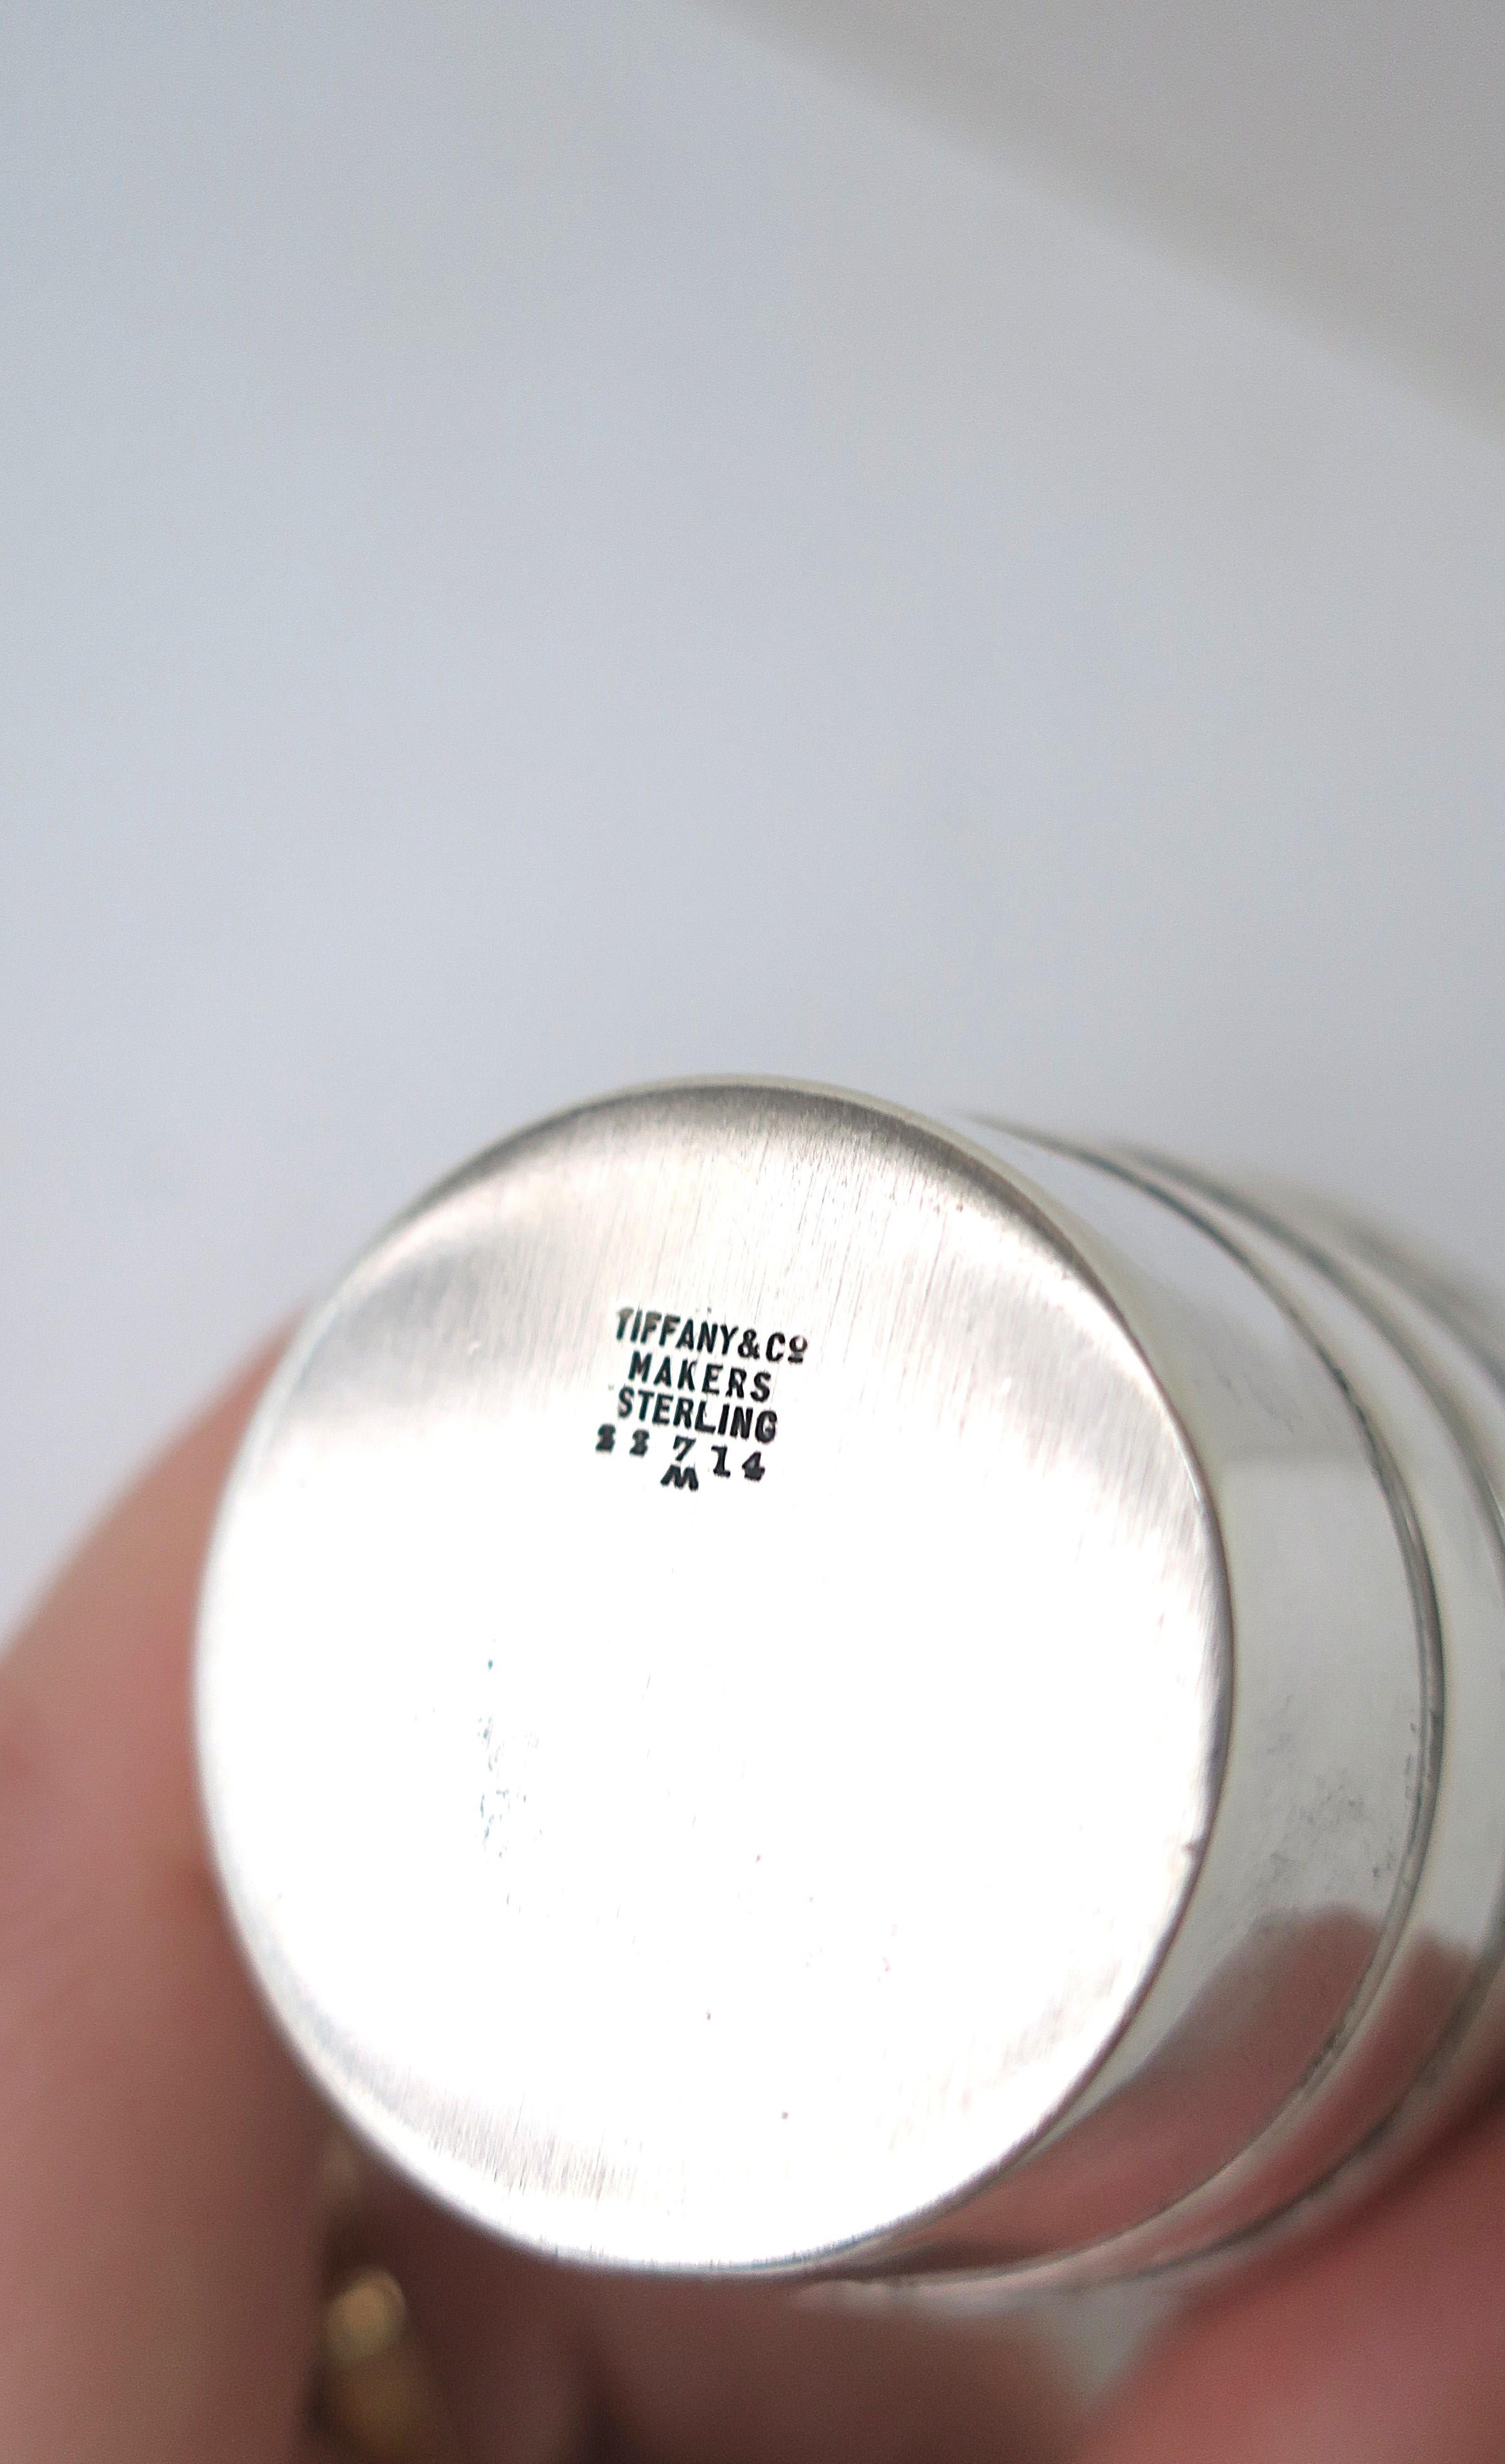 TIFFANY & Cº
MAKERS
STERLING
22714
M